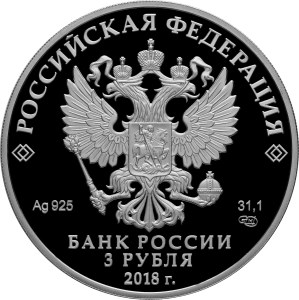 РОССИЙСКАЯ ФЕДЕРАЦИЯ
Ag 925 31,1
БАНК РОССИИ
3 РУБЛЯ
2018 г.